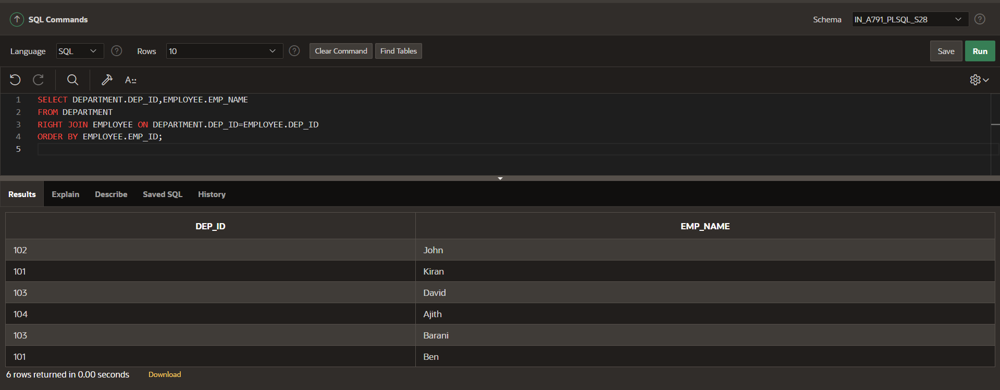 SQL Commands
Schema IN_A791_PLSQL_S28
Language SQL Rows 10 Clear Command Find Tables Save Run
A::
1 SELECT DEPARTMENT.DEP_ID,EMPLOYEE.EMP_NAME
2 FROM DEPARTMENT
3 RIGHT JOIN EMPLOYEE ON DEPARTMENT.DEP_ID=EMPLOYEE.DEP_ID
4 ORDER BY EMPLOYEE.EMP_ID;
5
Results Explain Describe Saved SQL History
DEP_ID EMP_NAME
102 John
101 Kiran
103 David
104 Ajith
103 Barani
101 Ben
6 rows returned in 0.00 seconds Download